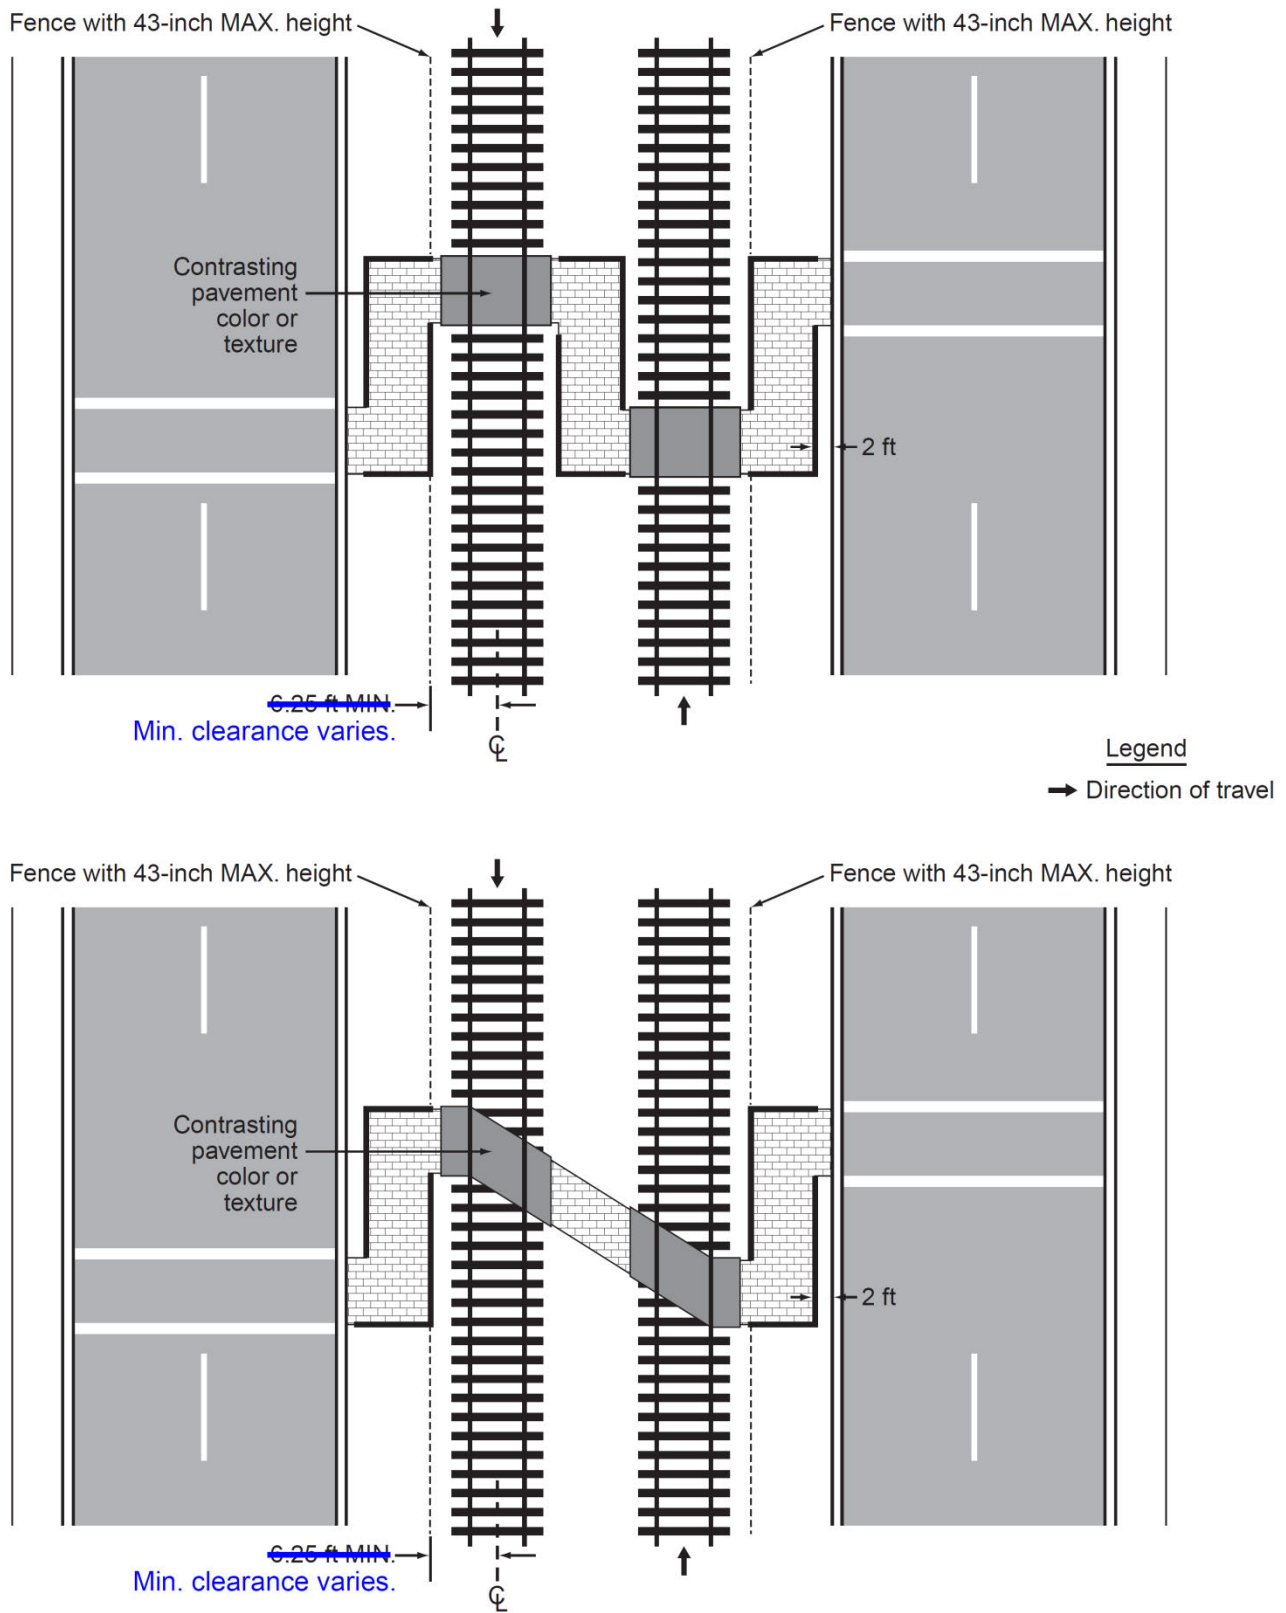 Fence with 43-inch MAX. height
Fence with 43-inch MAX. height
Contrasting
pavement
color or
texture
2 ft
6.25 ft MIN.
Min. clearance varies.
℄
Legend
Direction of travel
Fence with 43-inch MAX. height
Fence with 43-inch MAX. height
Contrasting
pavement
color or
texture
2 ft
6.25 ft MIN.
Min. clearance varies.
℄